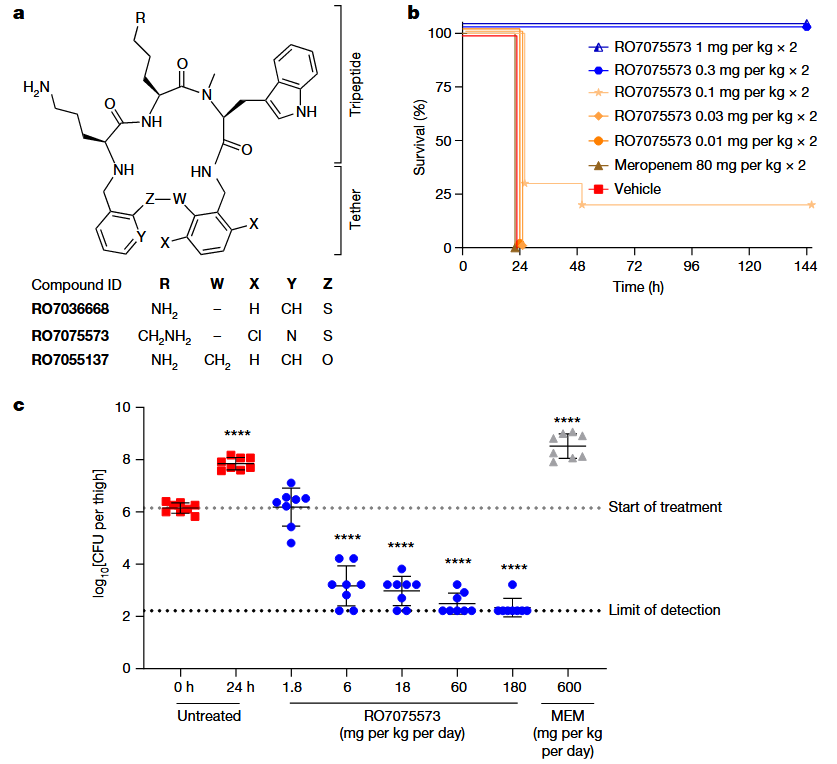 a
R
H2N
O
NH
O
N
NH
O
NH
HN
Z
W
Y
X
X
Tripeptide
Tether
Compound ID R W X Y Z
RO7036668 NH2 – H CH S
RO7075573 CH2NH2 – Cl N S
RO7055137 NH2 CH2 H CH O
b
Survival (%)
100
75
50
25
0
0 24 48 72 96 120 144
Time (h)
RO7075573 1 mg per kg × 2
RO7075573 0.3 mg per kg × 2
RO7075573 0.1 mg per kg × 2
RO7075573 0.03 mg per kg × 2
RO7075573 0.01 mg per kg × 2
Meropenem 80 mg per kg × 2
Vehicle
c
log10[CFU per thigh]
10
8
6
4
2
0
****
****
****
****
****
****
Start of treatment
Limit of detection
0 h 24 h 1.8 6 18 60 180 600
Untreated
RO7075573
(mg per kg per day)
MEM
(mg per kg
per day)